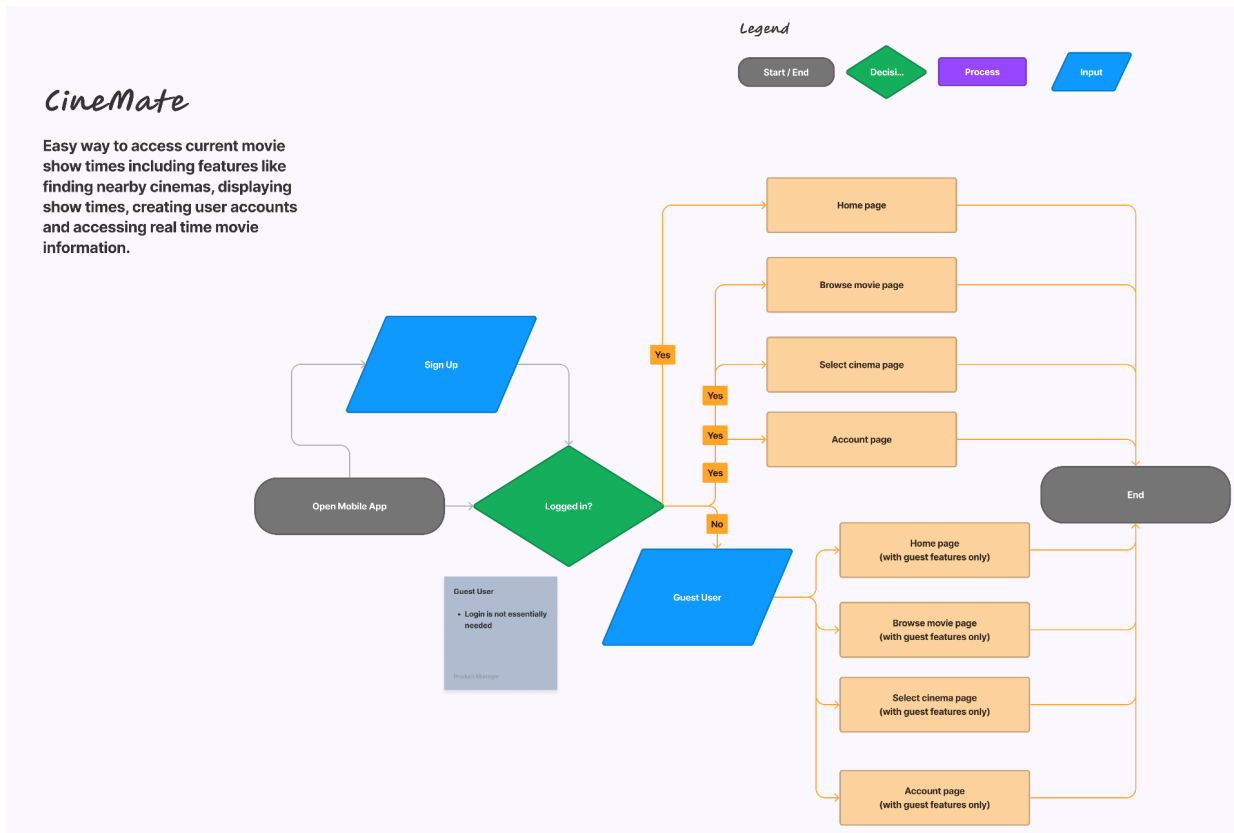 Legend
Start / End
Decisi...
Process
Input
CineMate
Easy way to access current movie
show times including features like
finding nearby cinemas, displaying
show times, creating user accounts
and accessing real time movie
information.
Home page
Browse movie page
Sign Up
Yes
Select cinema page
Yes
Yes
Account page
Yes
Open Mobile App
Logged in?
End
No
Guest User
• Login is not essentially
needed
Product Manager
Guest User
Home page
(with guest features only)
Browse movie page
(with guest features only)
Select cinema page
(with guest features only)
Account page
(with guest features only)